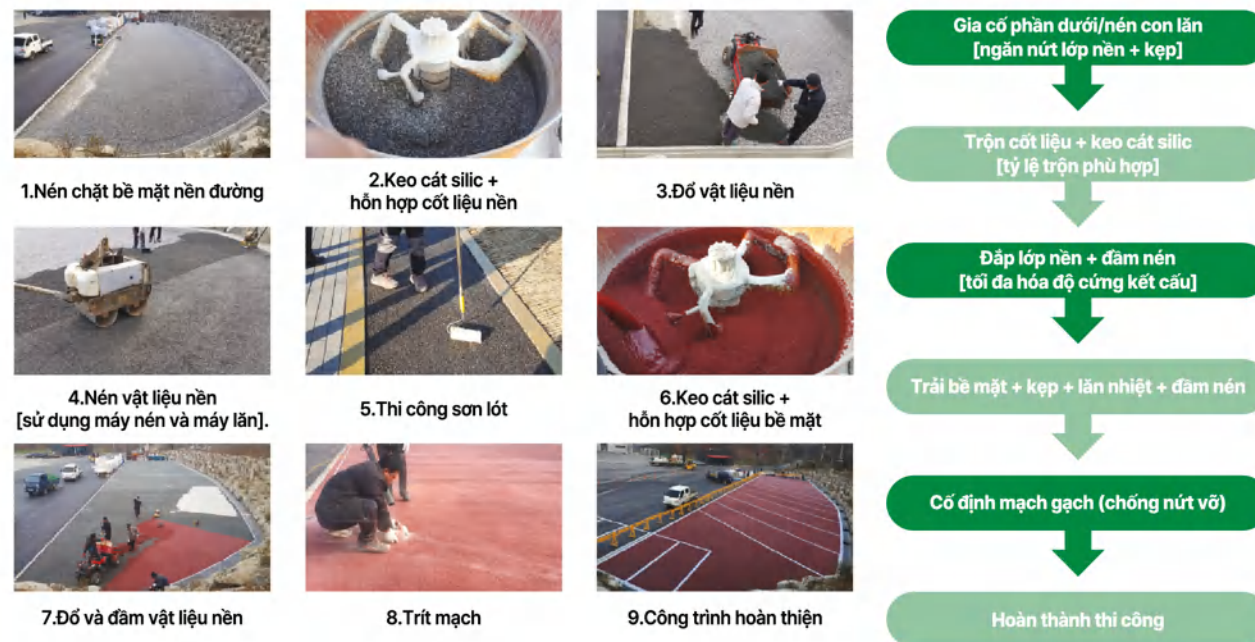 1.Nén chặt bề mặt nền đường
2.Keo cát silic +
hỗn hợp cốt liệu nền
3.Đổ vật liệu nền
4.Nén vật liệu nền
[sử dụng máy nén và máy lăn].
5.Thi công sơn lót
6.Keo cát silic +
hỗn hợp cốt liệu bề mặt
7.Đổ và đầm vật liệu nền
8.Trít mạch
9.Công trình hoàn thiện
Gia cố phần dưới/nén con lăn
[ngăn nứt lớp nền + kẹp]
Trộn cốt liệu + keo cát silic
[tỷ lệ trộn phù hợp]
Đắp lớp nền + đầm nén
[tối đa hóa độ cứng kết cấu]
Trải bề mặt + kẹp + lăn nhiệt + đầm nén
Cố định mạch gạch (chống nứt vỡ)
Hoàn thành thi công